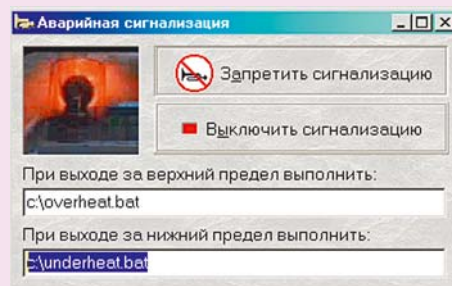 Аварийная сигнализация
Запретить сигнализацию
Выключить сигнализацию
При выходе за верхний предел выполнить:
c:\overheat.bat
При выходе за нижний предел выполнить:
c:\underheat.bat